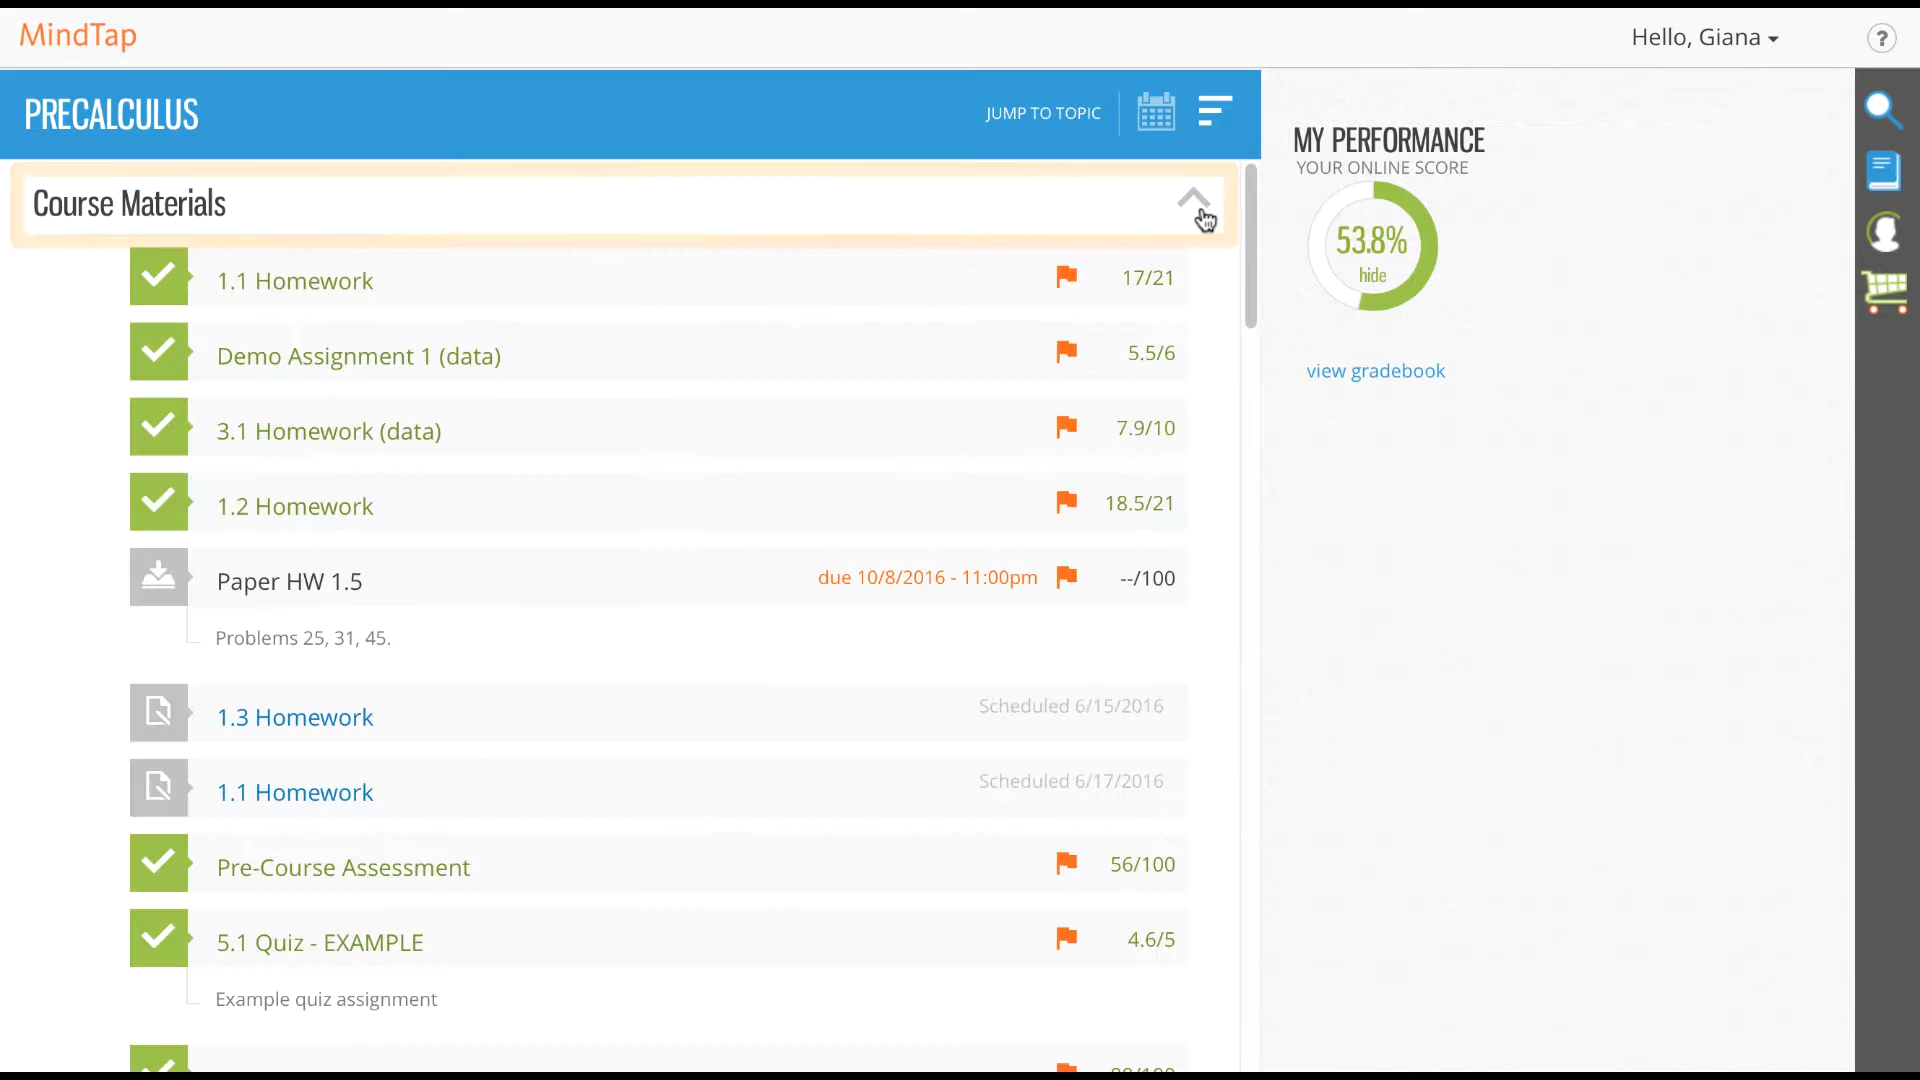 MindTap
Hello, Giana
?
PRECALCULUS
JUMP TO TOPIC
Course Materials
1.1 Homework 17/21
Demo Assignment 1 (data) 5.5/6
3.1 Homework (data) 7.9/10
1.2 Homework 18.5/21
Paper HW 1.5 due 10/8/2016 - 11:00pm --/100
Problems 25, 31, 45.
1.3 Homework Scheduled 6/15/2016
1.1 Homework Scheduled 6/17/2016
Pre-Course Assessment 56/100
5.1 Quiz - EXAMPLE 4.6/5
Example quiz assignment
MY PERFORMANCE
YOUR ONLINE SCORE
53.8%
hide
view gradebook